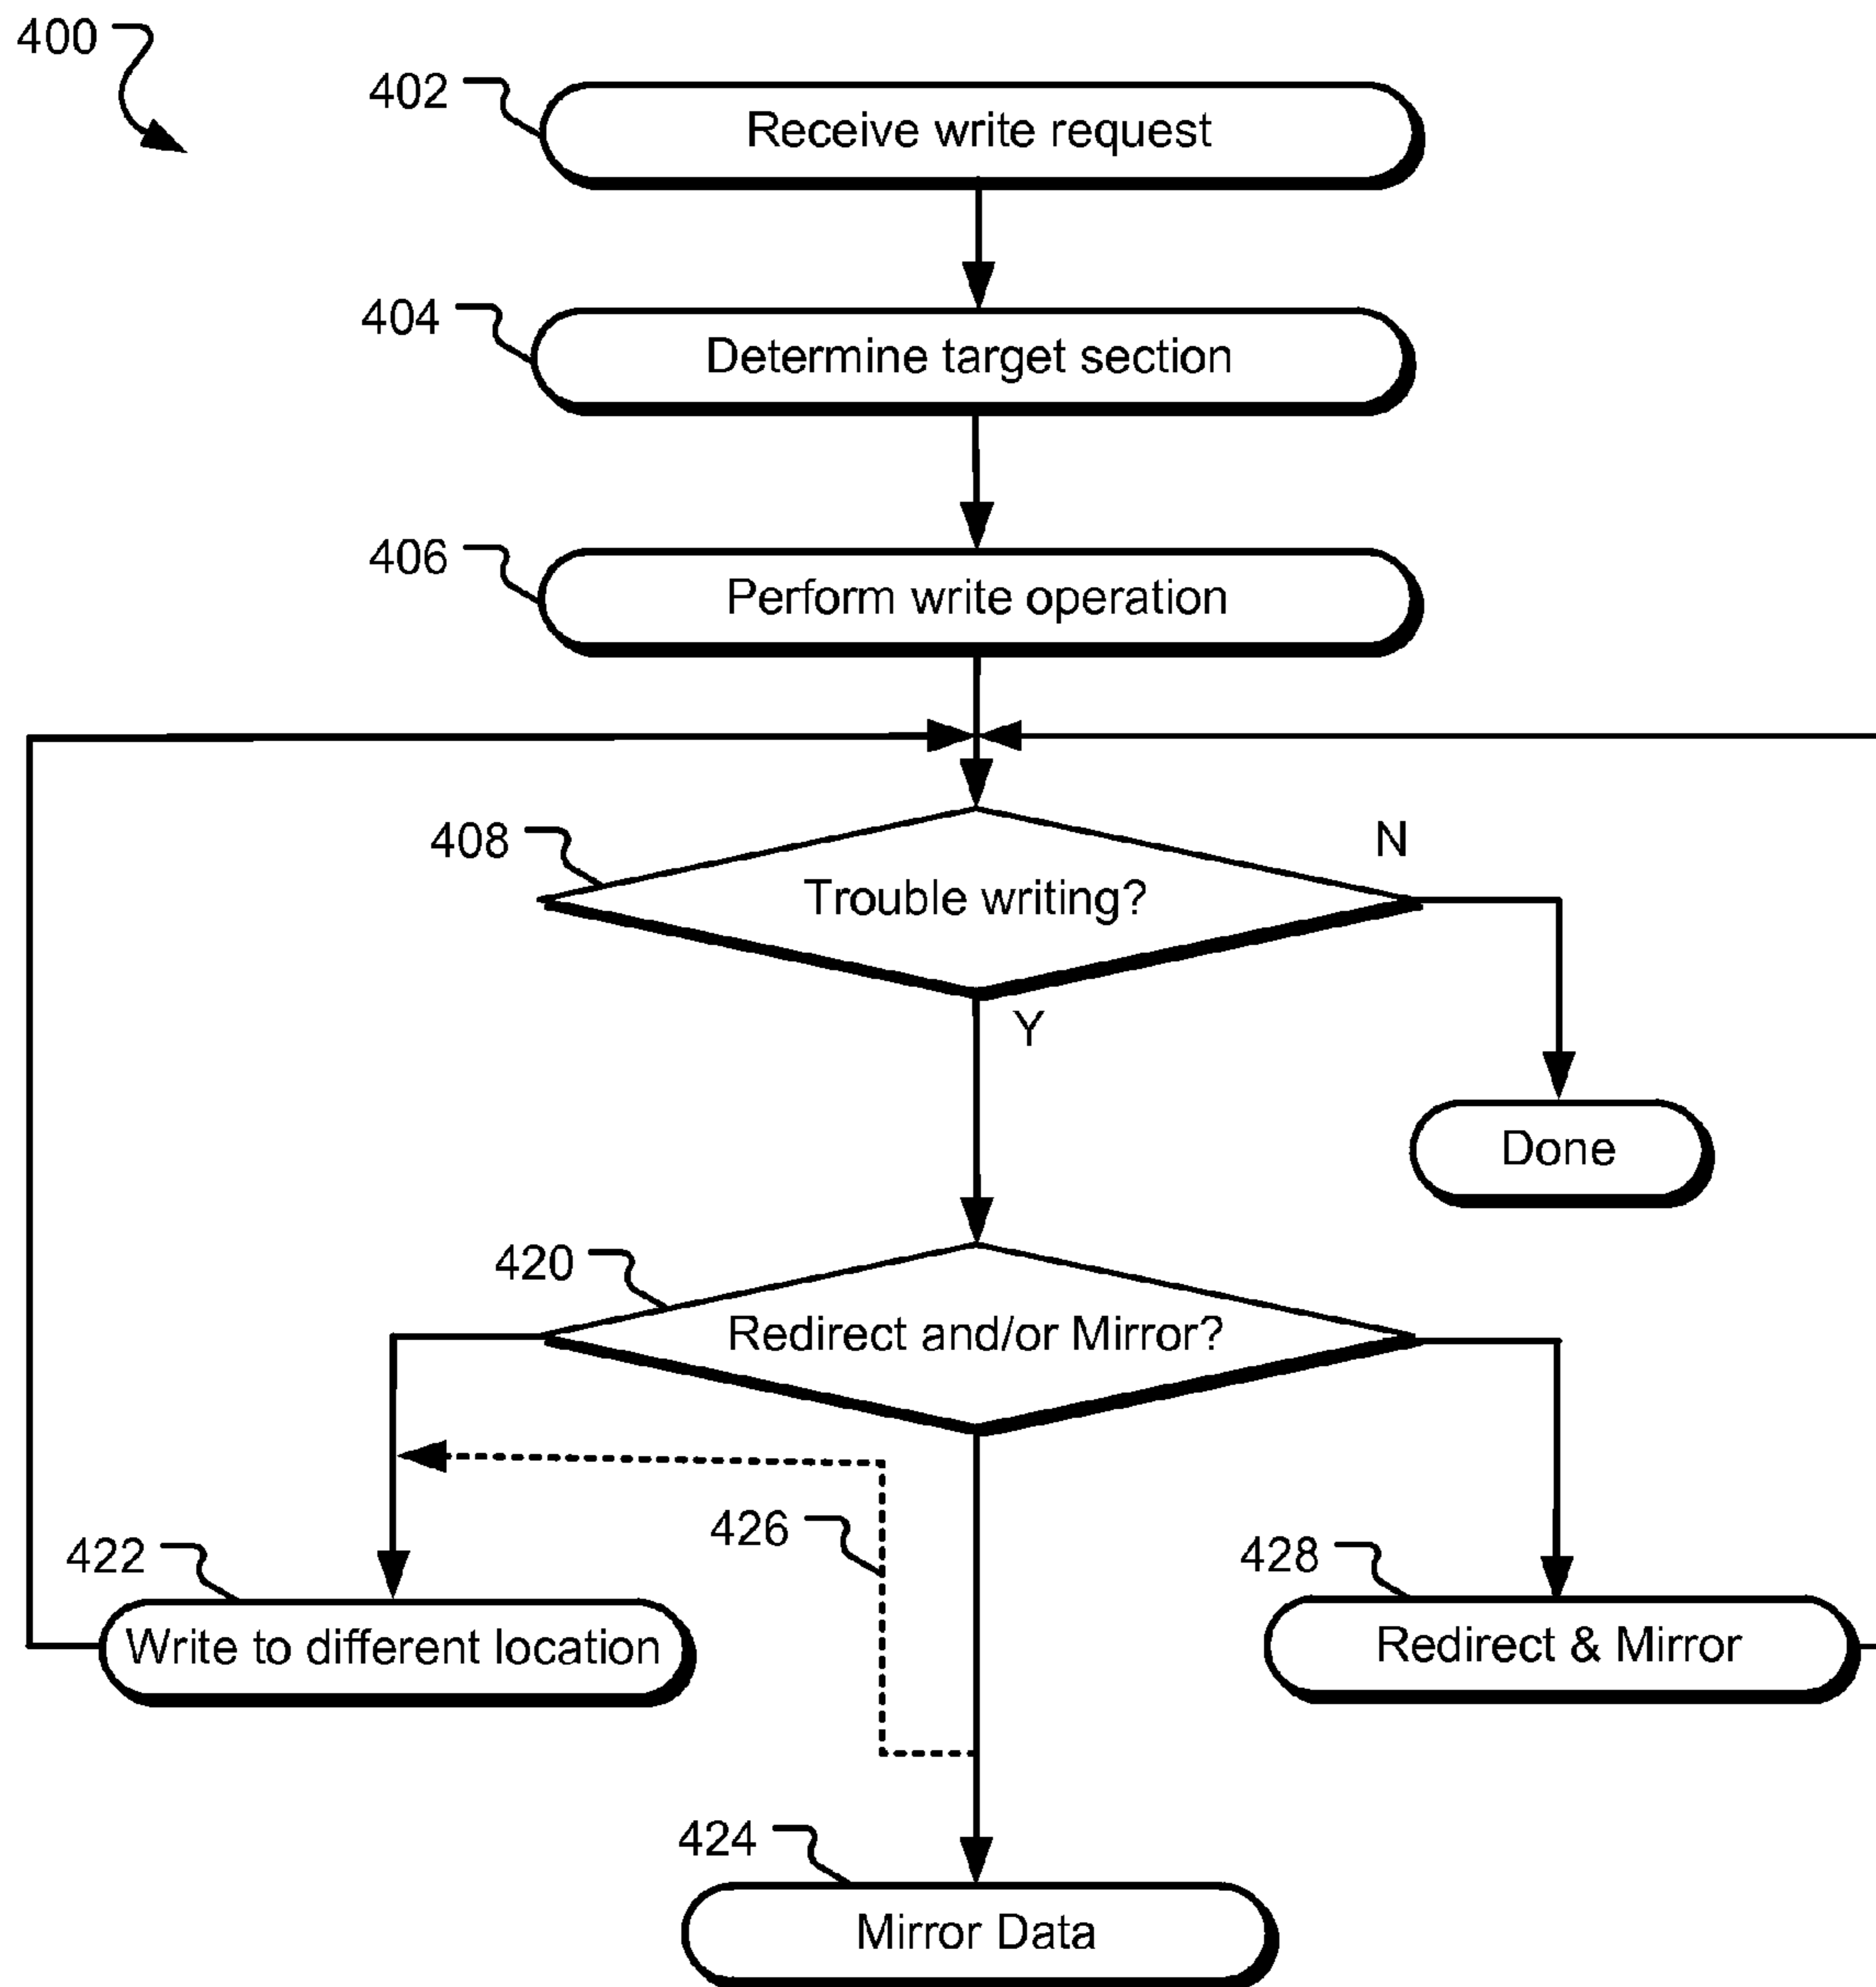 400
402
Receive write request
404
Determine target section
406
Perform write operation
408
Trouble writing?
N
Y
Done
420
Redirect and/or Mirror?
426
422
Write to different location
428
Redirect & Mirror
424
Mirror Data